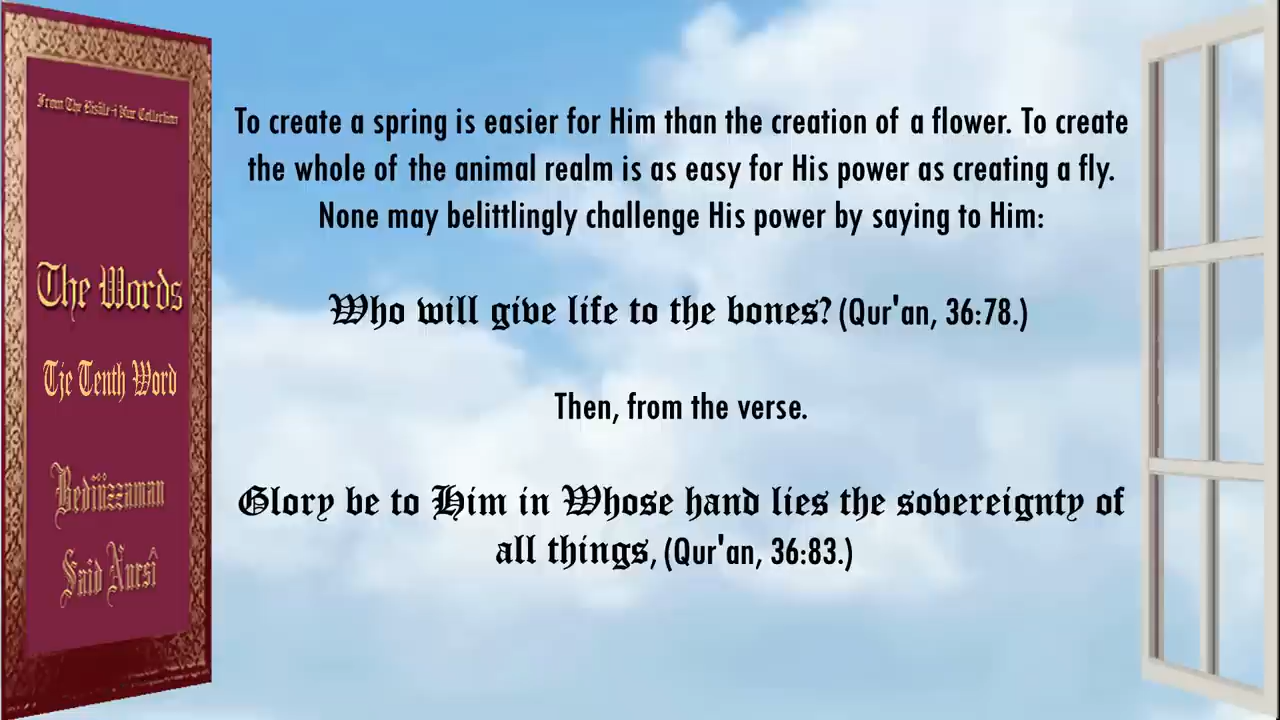 From The Risâle-i Nur Collection
The Words
Tje Tenth Word
Bediüzzaman
Said Nursî
To create a spring is easier for Him than the creation of a flower. To create
the whole of the animal realm is as easy for His power as creating a fly.
None may belittlingly challenge His power by saying to Him:
Who will give life to the bones? (Qur'an, 36:78.)
Then, from the verse.
Glory be to Him in Whose hand lies the sovereignty of
all things, (Qur'an, 36:83.)